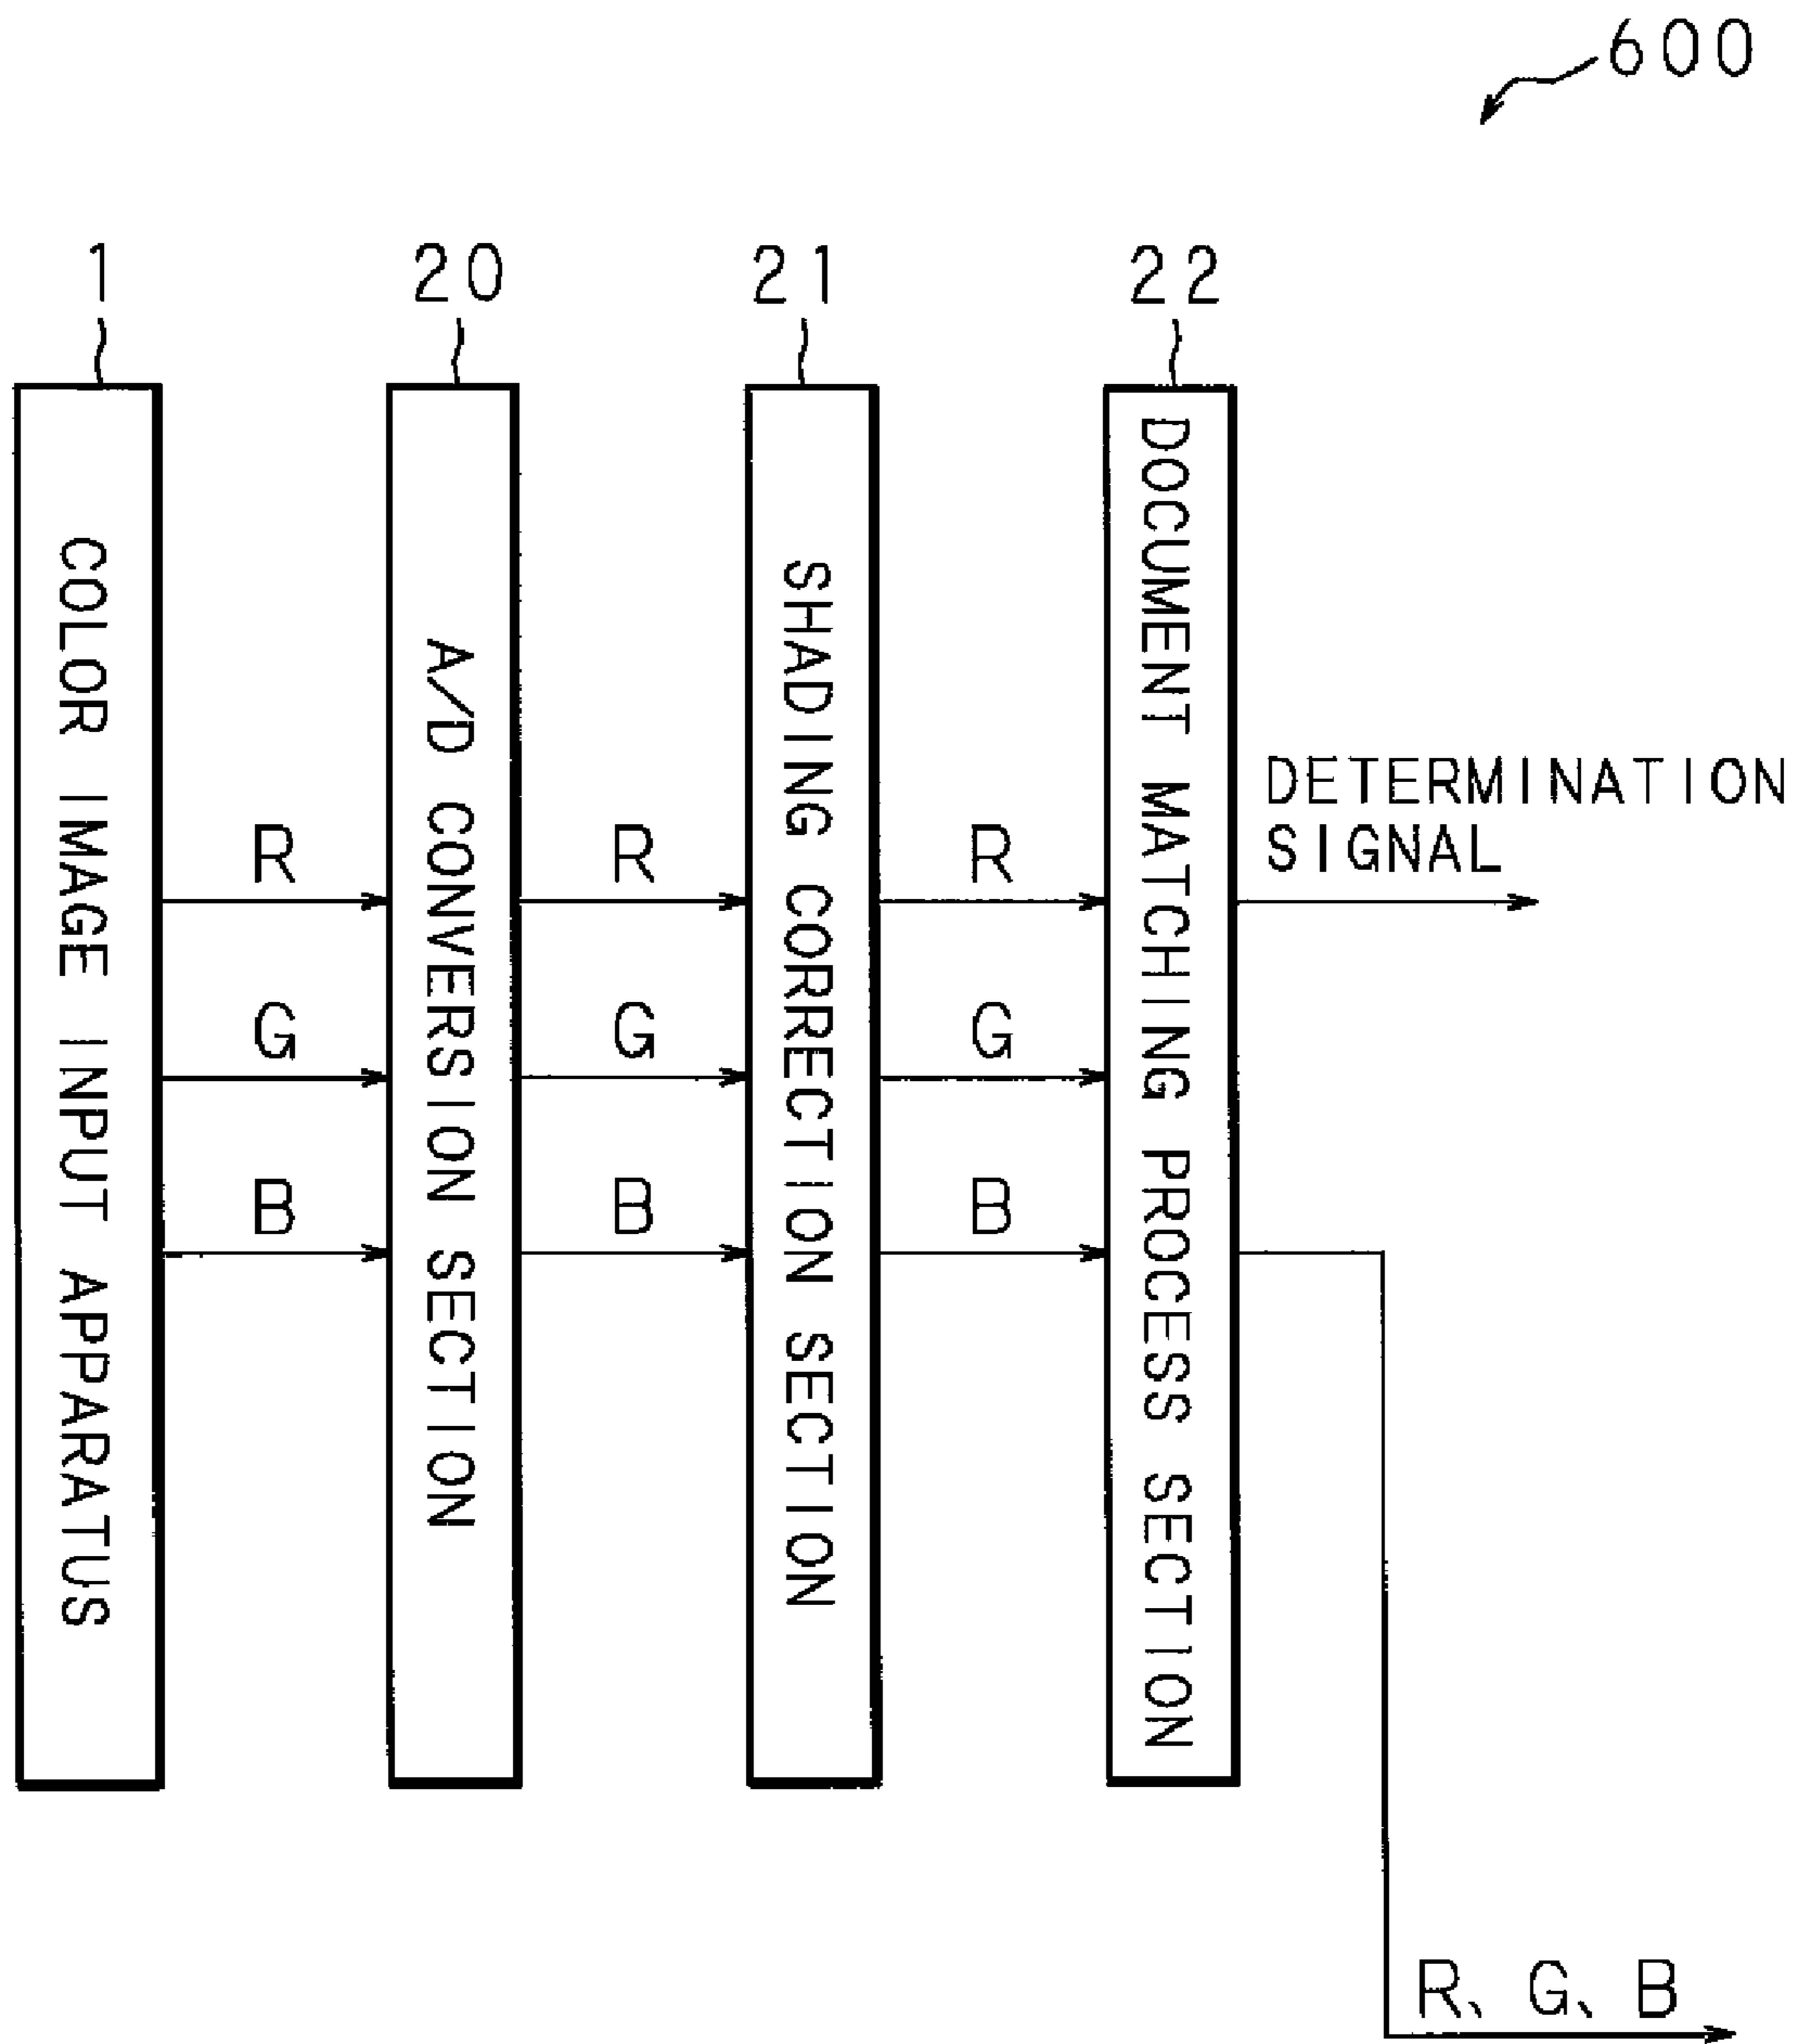 600
1
20
21
22
COLOR IMAGE INPUT APPARATUS
R
G
B
A/D CONVERSION SECTION
R
G
B
SHADING CORRECTION SECTION
R
G
B
DOCUMENT MATCHING PROCESS SECTION
DETERMINATION
SIGNAL
R、G、B